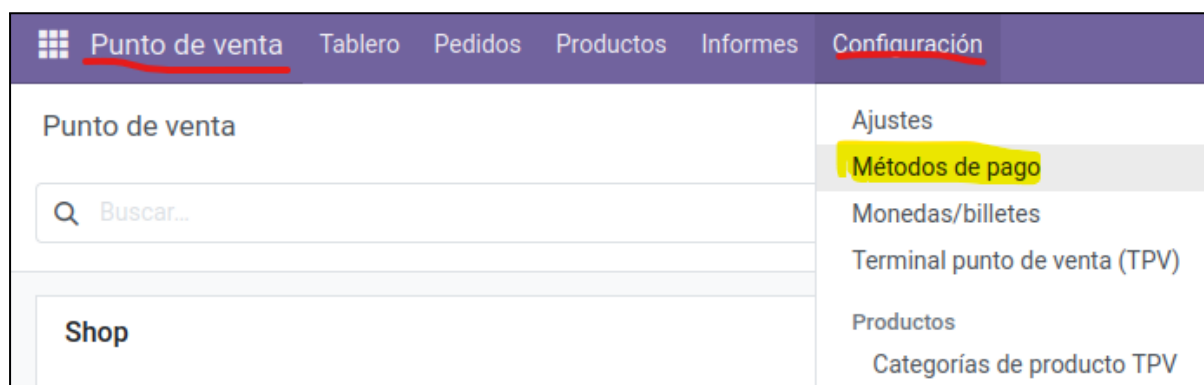 Punto de venta Tablero Pedidos Productos Informes Configuración
Punto de venta
Buscar...
Shop
Ajustes
Métodos de pago
Monedas/billetes
Terminal punto de venta (TPV)
Productos
Categorías de producto TPV